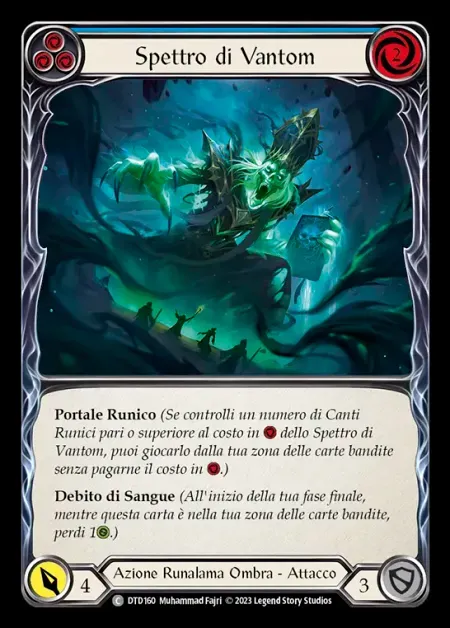 Spettro di Vantom
2
Portale Runico (Se controlli un numero di Canti
Runici pari o superiore al costo in dello Spettro di
Vantom, puoi giocarlo dalla tua zona delle carte bandite
senza pagarne il costo in .)
Debito di Sangue (All'inizio della tua fase finale,
mentre questa carta è nella tua zona delle carte bandite,
perdi 1 .)
4
Azione Runalama Ombra - Attacco
3
C DTD160 Muhammad Fajri © 2023 Legend Story Studios